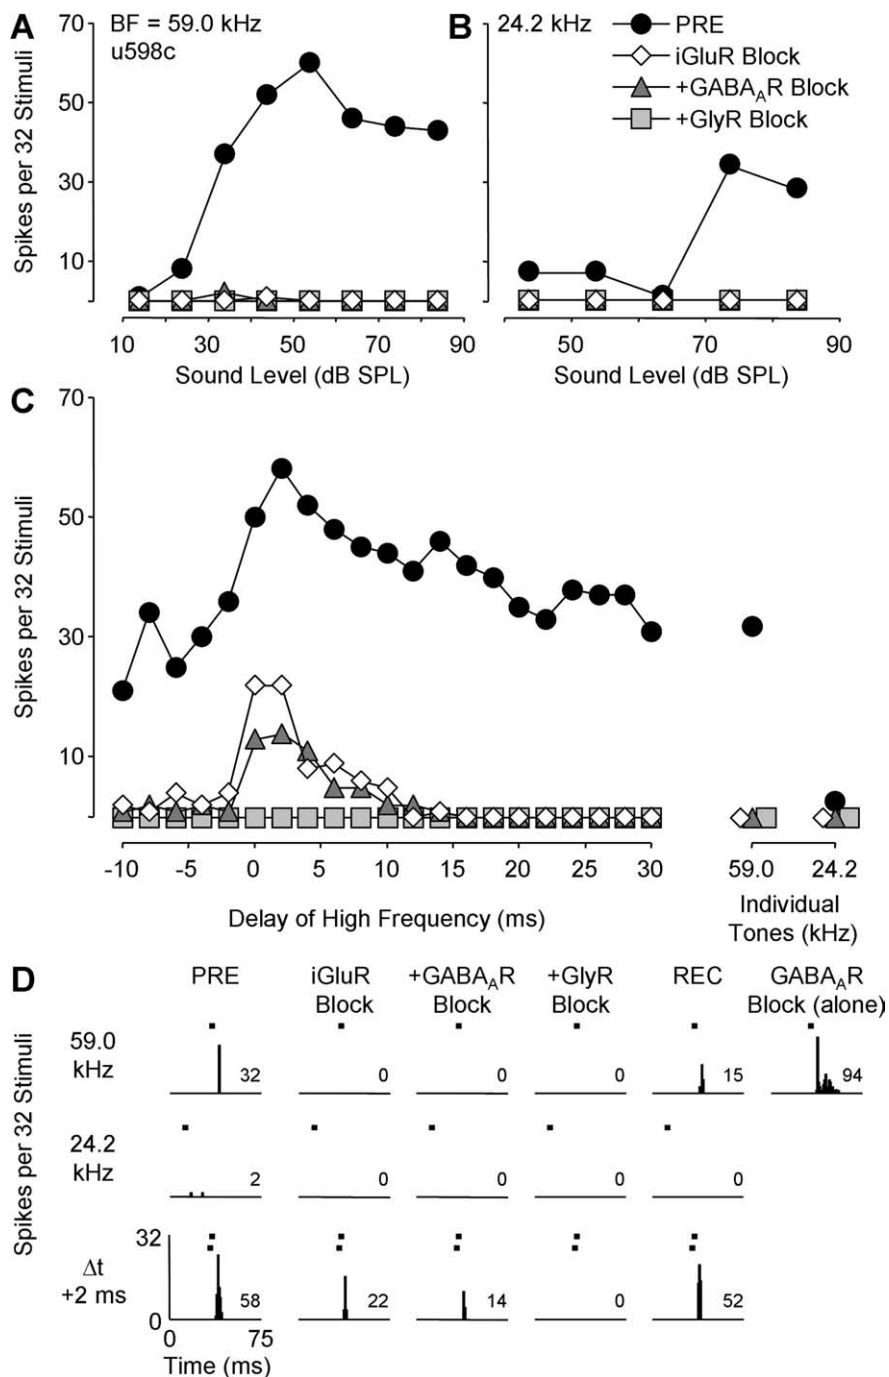 A
BF = 59.0 kHz
u598c
B
24.2 kHz
PRE
iGluR Block
+GABA_AR Block
+GlyR Block
Spikes per 32 Stimuli
70
50
30
10
10 30 50 70 90
Sound Level (dB SPL)
50 70 90
Sound Level (dB SPL)
C
Spikes per 32 Stimuli
70
50
30
10
-10 -5 0 5 10 15 20 25 30
Delay of High Frequency (ms)
59.0 24.2
Individual
Tones (kHz)
D
PRE iGluR Block +GABA_AR Block +GlyR Block REC GABA_AR Block (alone)
Spikes per 32 Stimuli
59.0 kHz
32 0 0 0 15 94
24.2 kHz
2 0 0 0 0
Δt +2 ms
32
0
58 22 14 0 52
0 75
Time (ms)